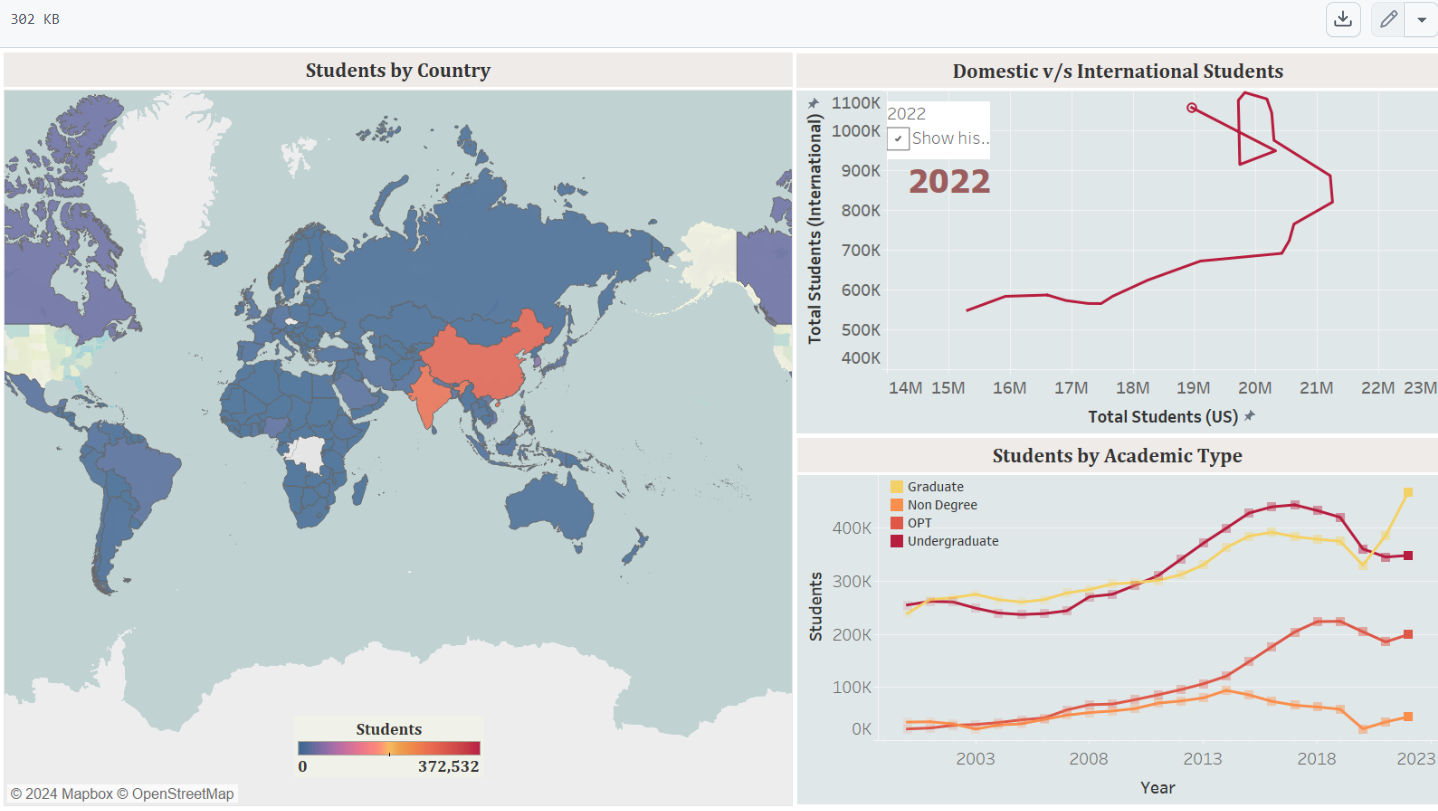 302 KB
Students by Country
Students
0
372,532
© 2024 Mapbox © OpenStreetMap
Domestic v/s International Students
2022
Show his..
2022
Total Students (International)
1100K
1000K
900K
800K
700K
600K
500K
400K
14M 15M 16M 17M 18M 19M 20M 21M 22M 23M
Total Students (US)
Students by Academic Type
Graduate
Non Degree
OPT
Undergraduate
Students
400K
300K
200K
100K
0K
2003 2008 2013 2018 2023
Year